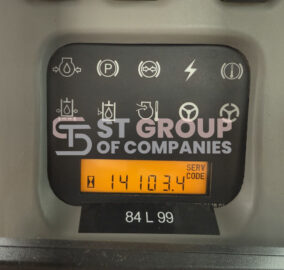 ST GROUP
OF COMPANIES
SERV
CODE
14103.4
84 L 99